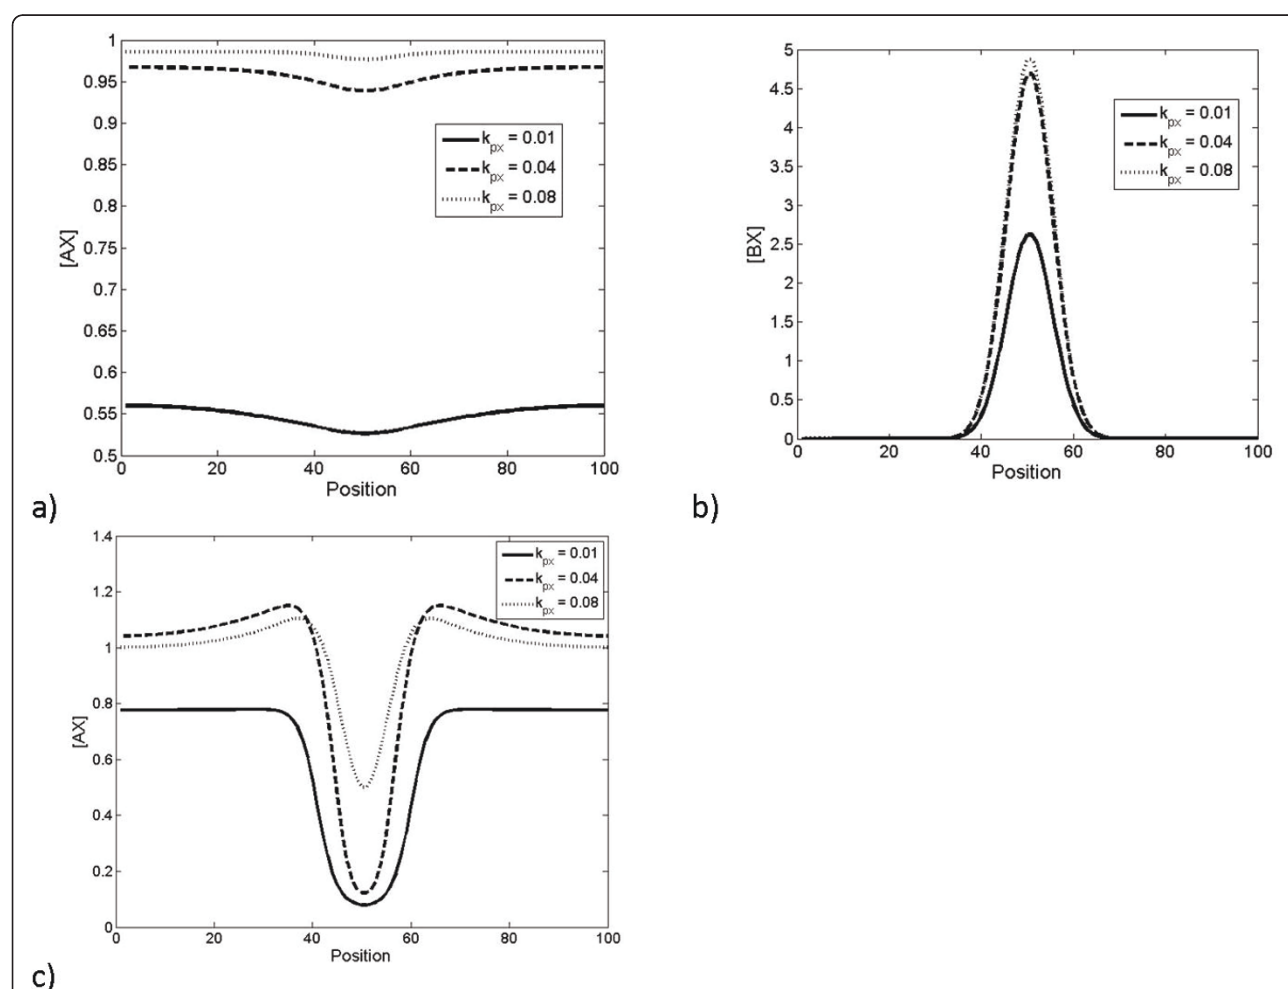 1
0.95
0.9
0.85
0.8
0.75
0.7
0.65
0.6
0.55
0.5
[AX]
k_px = 0.01
k_px = 0.04
k_px = 0.08
0 20 40 60 80 100
Position
a)
5
4.5
4
3.5
3
2.5
2
1.5
1
0.5
0
[BX]
k_px = 0.01
k_px = 0.04
k_px = 0.08
0 20 40 60 80 100
Position
b)
1.4
1.2
1
0.8
0.6
0.4
0.2
0
[AX]
k_px = 0.01
k_px = 0.04
k_px = 0.08
0 20 40 60 80 100
Position
c)